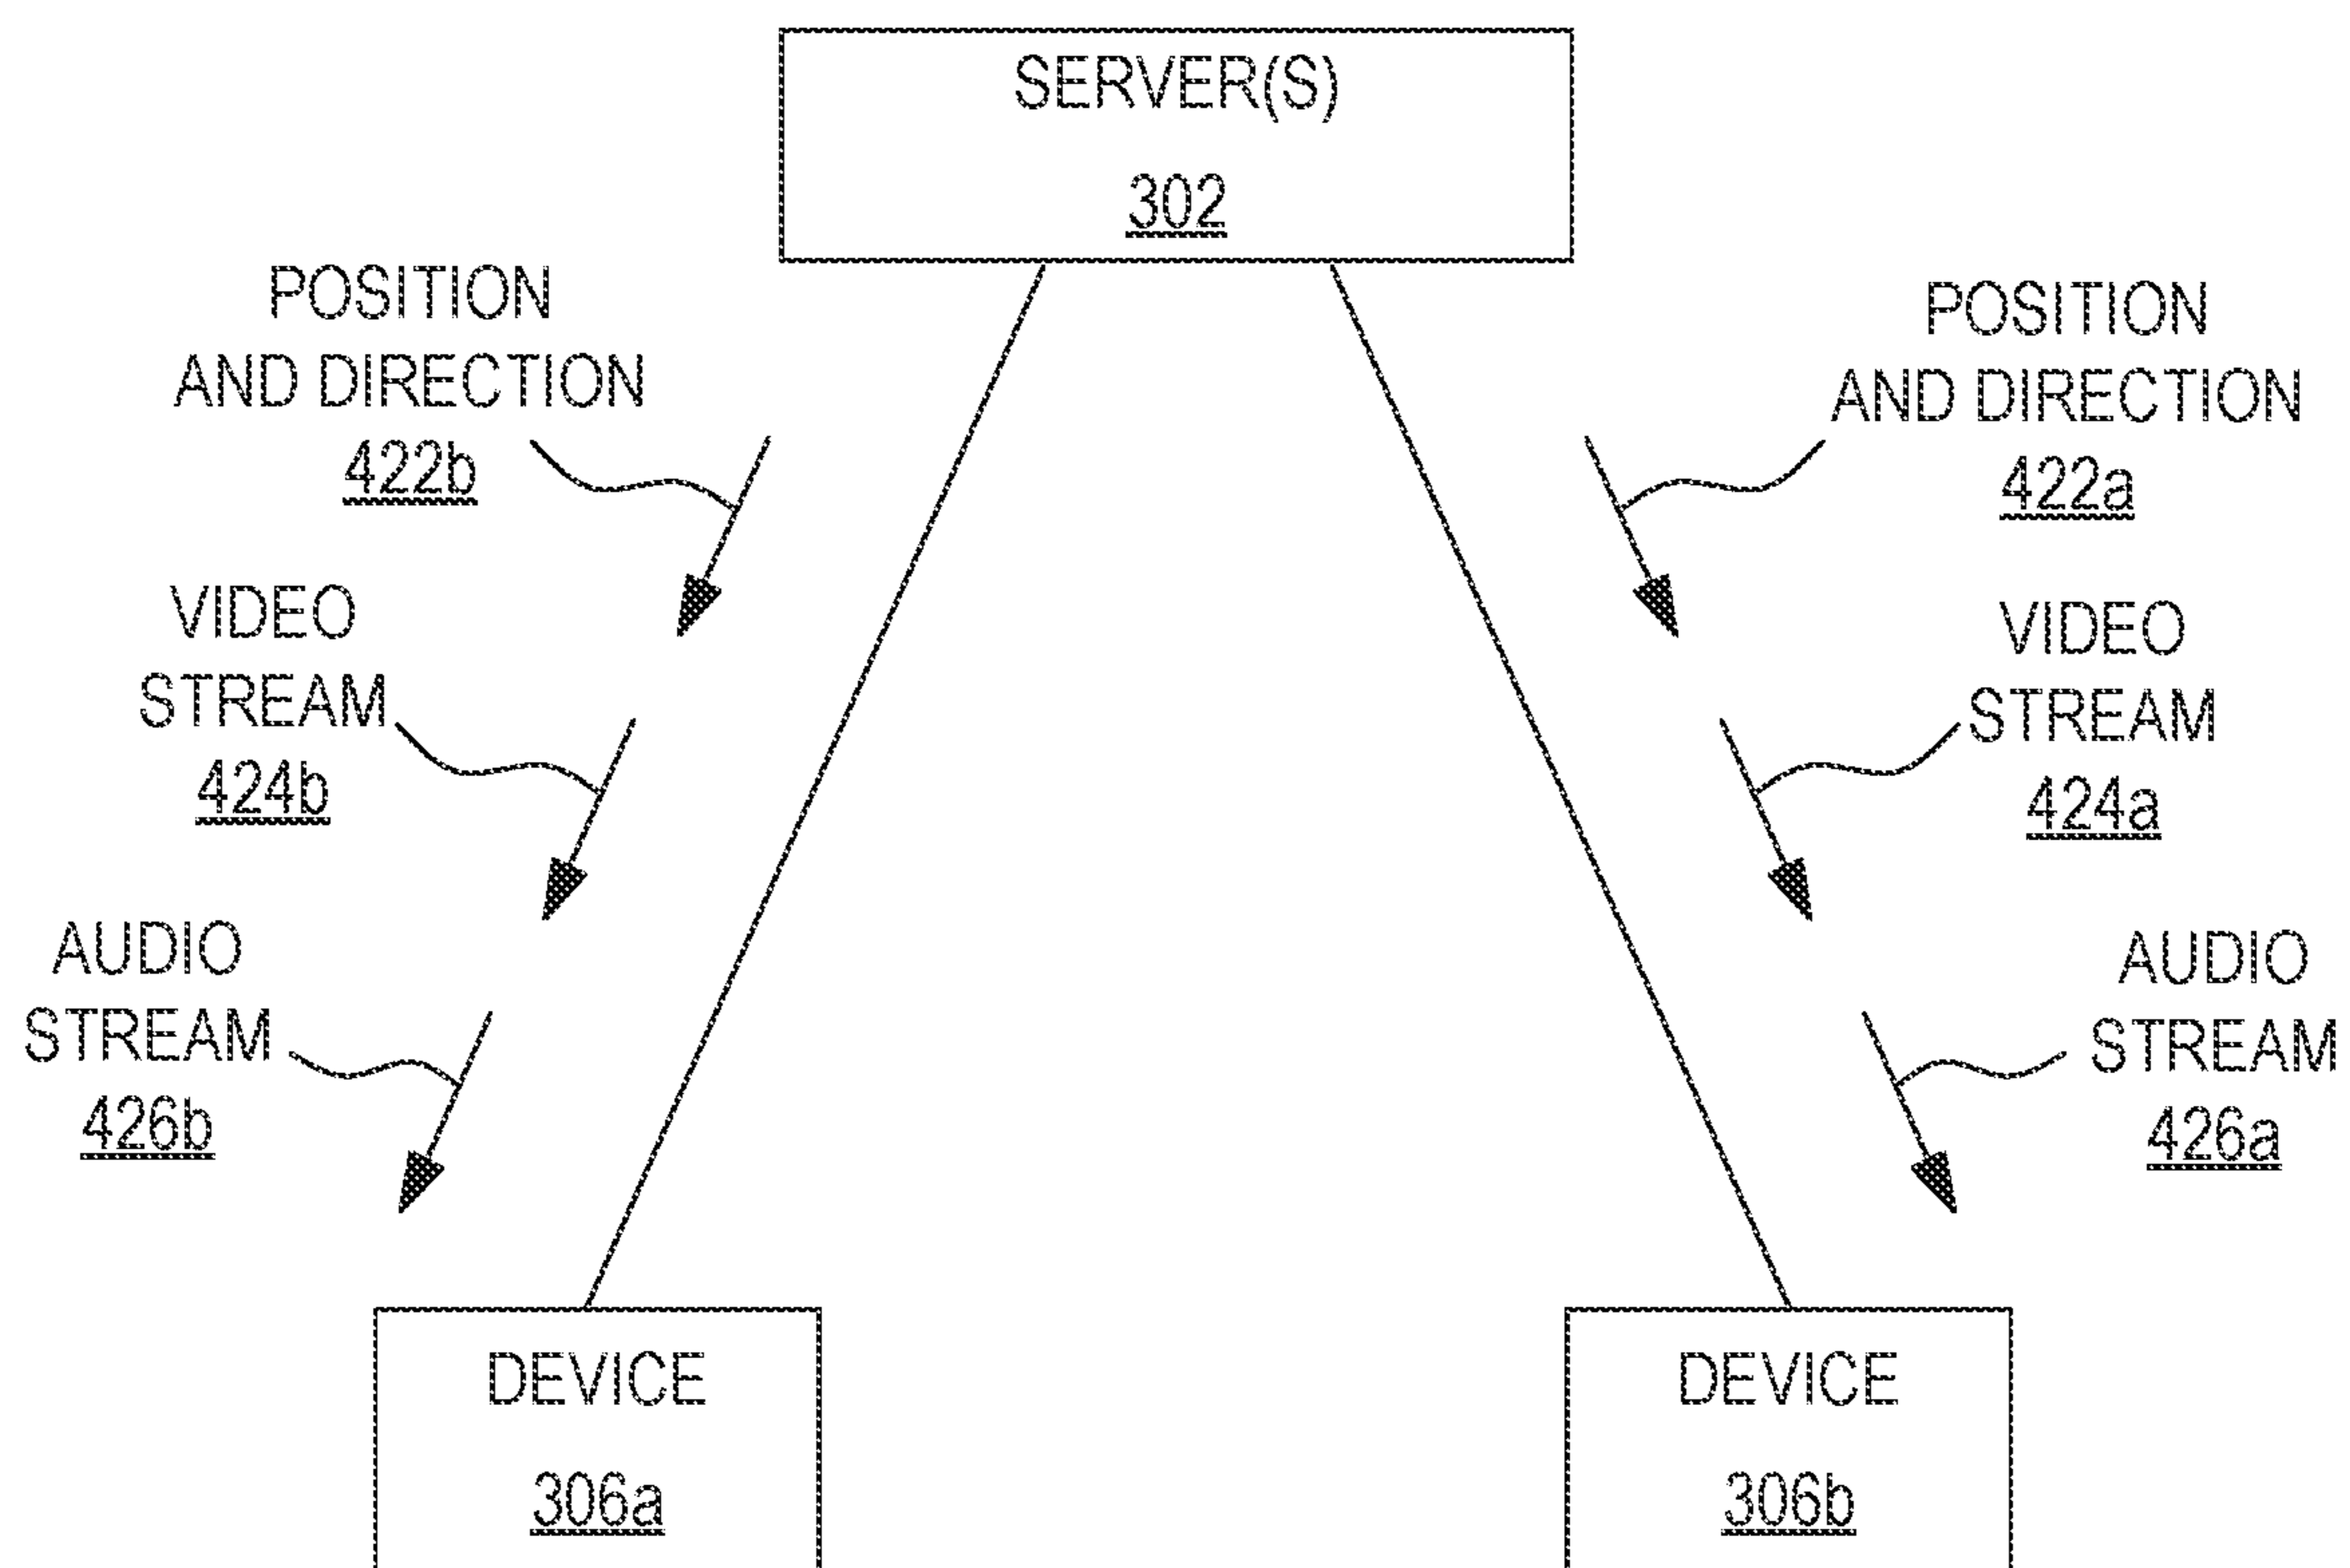 SERVER(S)
302
POSITION
AND DIRECTION
422b
POSITION
AND DIRECTION
422a
VIDEO
STREAM
424b
VIDEO
STREAM
424a
AUDIO
STREAM
426b
AUDIO
STREAM
426a
DEVICE
306a
DEVICE
306b